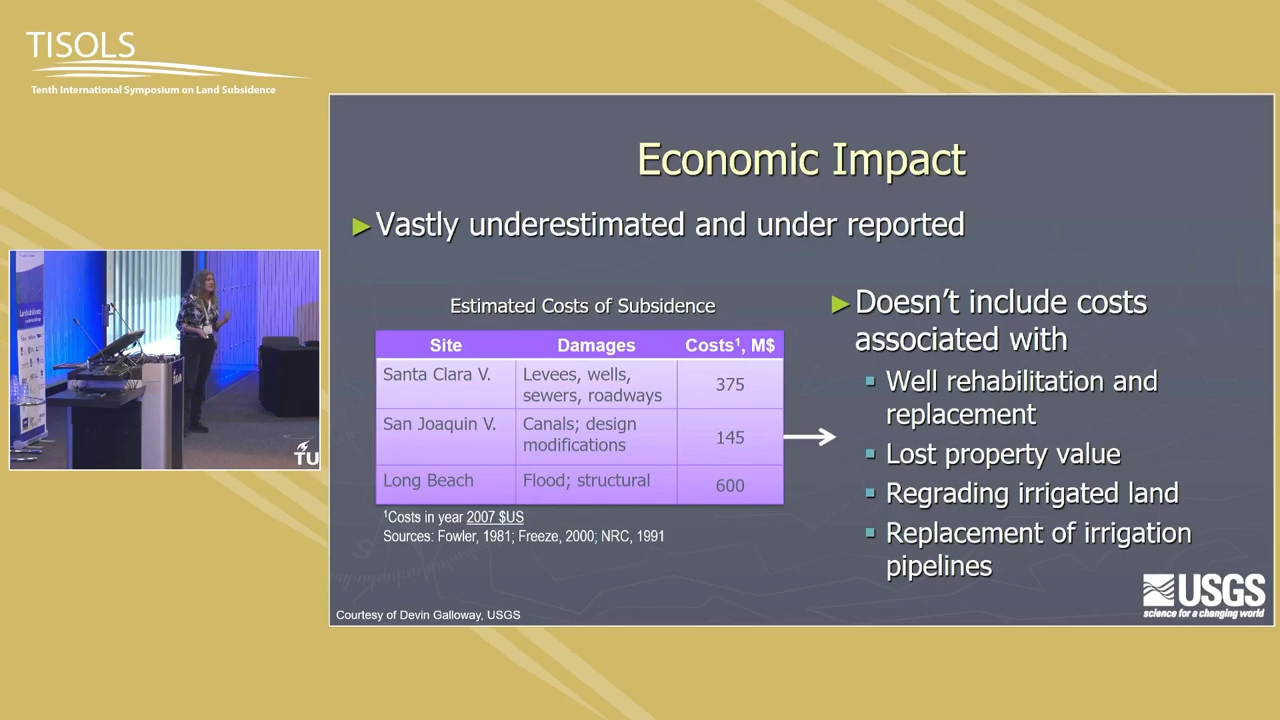 TISOLS
Tenth International Symposium on Land Subsidence
Economic Impact
►Vastly underestimated and under reported
Estimated Costs of Subsidence
Site Damages Costs¹, M$
Santa Clara V. Levees, wells, sewers, roadways 375
San Joaquin V. Canals; design modifications 145
Long Beach Flood; structural 600
¹Costs in year 2007 $US
Sources: Fowler, 1981; Freeze, 2000; NRC, 1991
►Doesn't include costs
associated with
▪ Well rehabilitation and
replacement
▪ Lost property value
▪ Regrading irrigated land
▪ Replacement of irrigation
pipelines
Courtesy of Devin Galloway, USGS
USGS
science for a changing world
TU